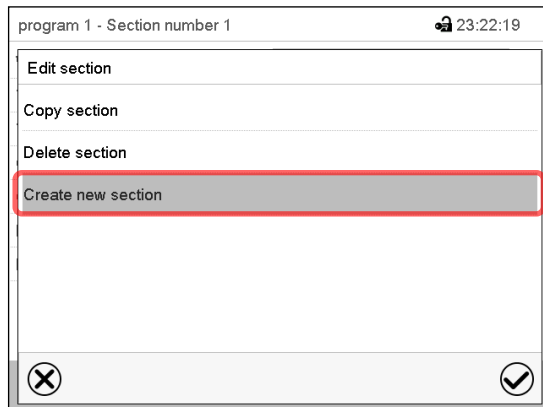 program 1 - Section number 1 23:22:19
Edit section
Copy section
Delete section
Create new section